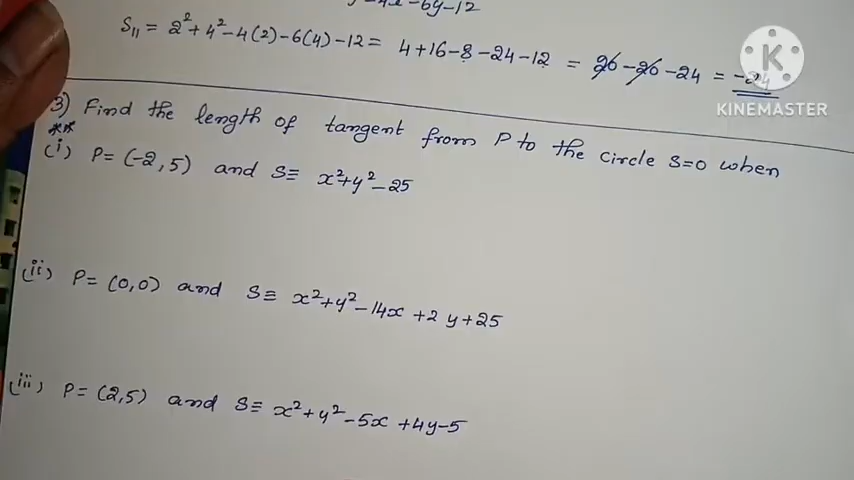 -6y-12
S₁₁ = 2²+4²-4(2)-6(4)-12 = 4+16-8-24-12 = 20-20-24 = -24
K
KINEMASTER
3) Find the length of tangent from P to the circle S=0 when
**
(i) P= (-2,5) and S≡ x²+y²-25
(ii) P= (0,0) and S≡ x²+y²-14x+2y+25
(iii) P= (2,5) and S≡ x²+y²-5x+4y-5